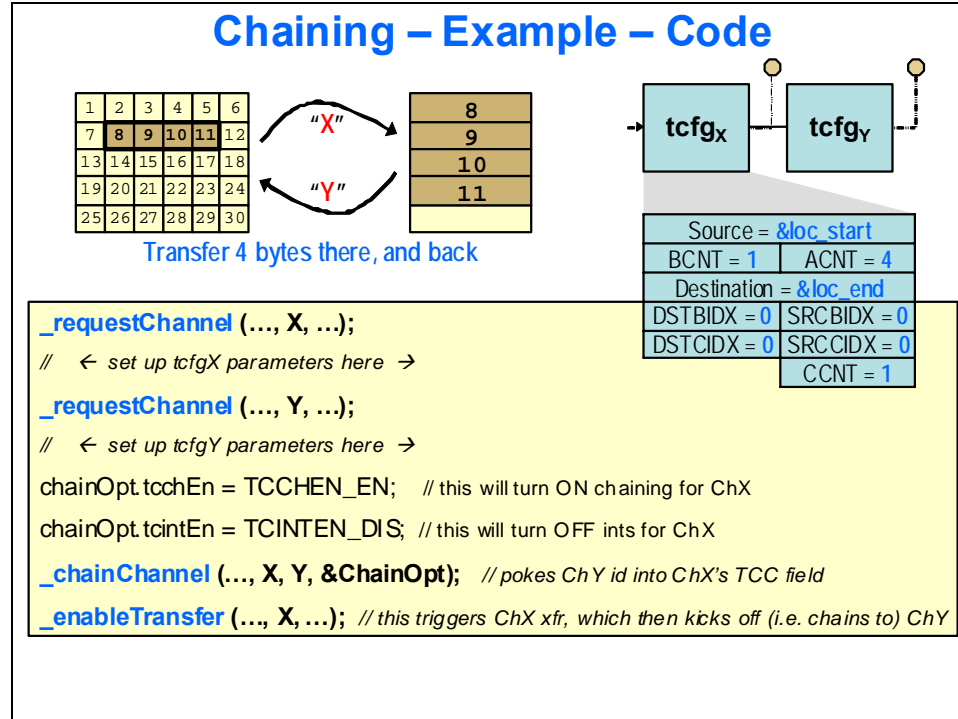 Chaining – Example – Code
1 2 3 4 5 6
7 8 9 10 11 12
13 14 15 16 17 18
19 20 21 22 23 24
25 26 27 28 29 30
“X”
“Y”
8
9
10
11
Transfer 4 bytes there, and back
tcfgX
tcfgY
Source = &loc_start
BCNT = 1 ACNT = 4
Destination = &loc_end
DSTBIDX = 0 SRCBIDX = 0
DSTCIDX = 0 SRCCIDX = 0
CCNT = 1
_requestChannel (…, X, …);
// ← set up tcfgX parameters here →
_requestChannel (…, Y, …);
// ← set up tcfgY parameters here →
chainOpt.tcchEn = TCCHEN_EN; // this will turn ON chaining for ChX
chainOpt.tcintEn = TCINTEN_DIS; // this will turn OFF ints for ChX
_chainChannel (…, X, Y, &ChainOpt); // pokes ChY id into ChX’s TCC field
_enableTransfer (…, X, …); // this triggers ChX xfr, which then kicks off (i.e. chains to) ChY